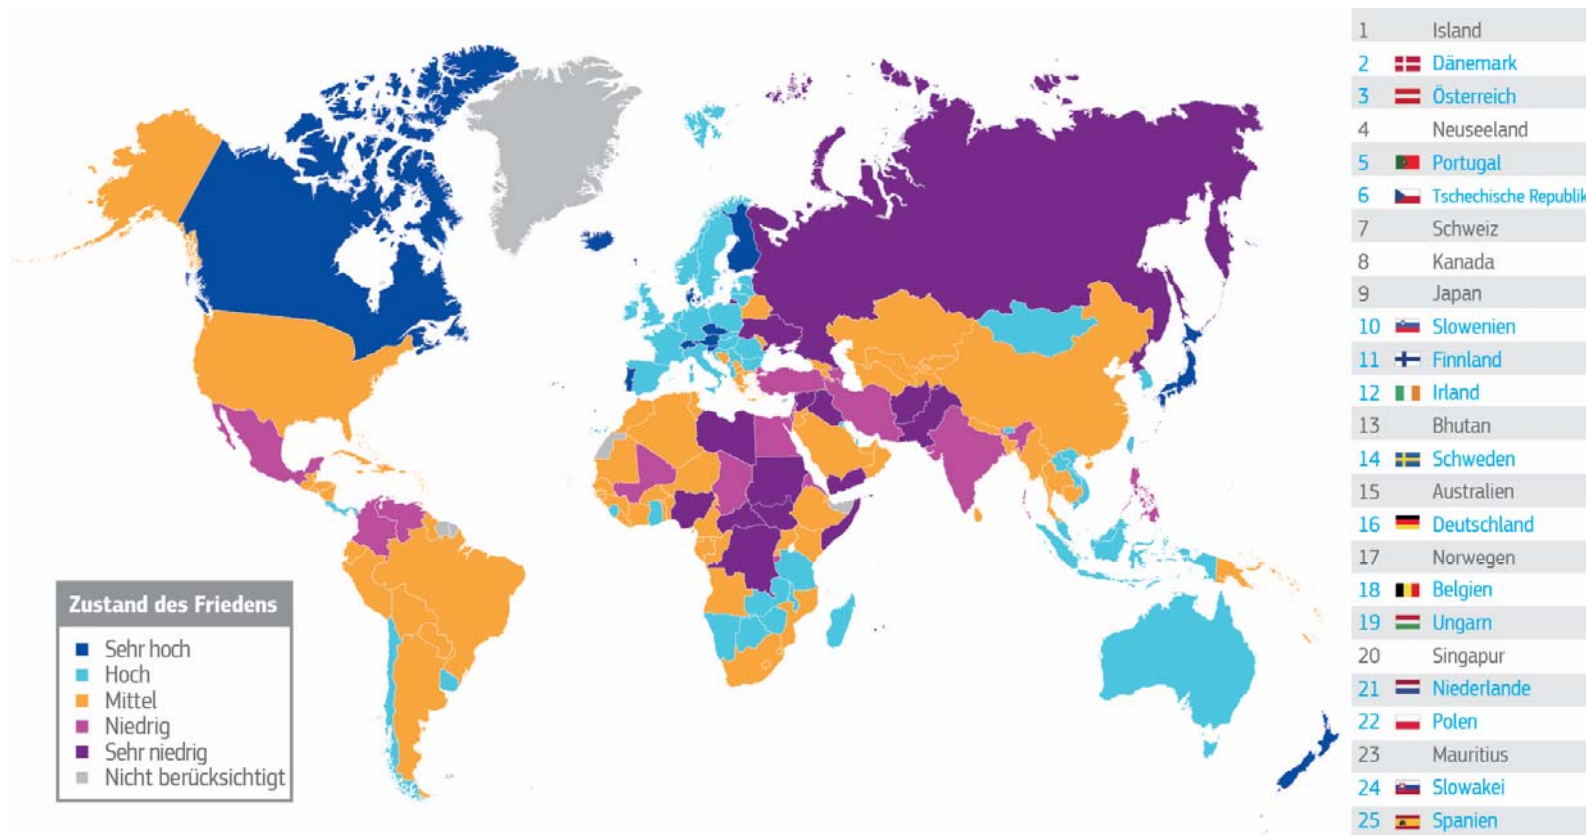 Zustand des Friedens
Sehr hoch
Hoch
Mittel
Niedrig
Sehr niedrig
Nicht berücksichtigt
1 Island
2 Dänemark
3 Österreich
4 Neuseeland
5 Portugal
6 Tschechische Republik
7 Schweiz
8 Kanada
9 Japan
10 Slowenien
11 Finnland
12 Irland
13 Bhutan
14 Schweden
15 Australien
16 Deutschland
17 Norwegen
18 Belgien
19 Ungarn
20 Singapur
21 Niederlande
22 Polen
23 Mauritius
24 Slowakei
25 Spanien